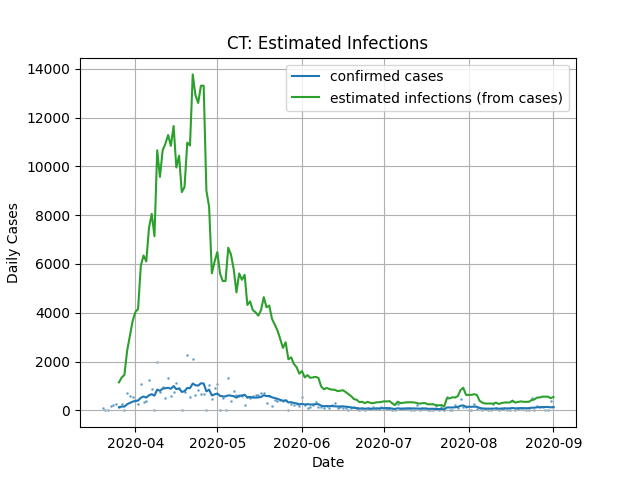 CT: Estimated Infections
confirmed cases
estimated infections (from cases)
14000
12000
10000
8000
6000
4000
2000
0
Daily Cases
2020-04
2020-05
2020-06
2020-07
2020-08
2020-09
Date